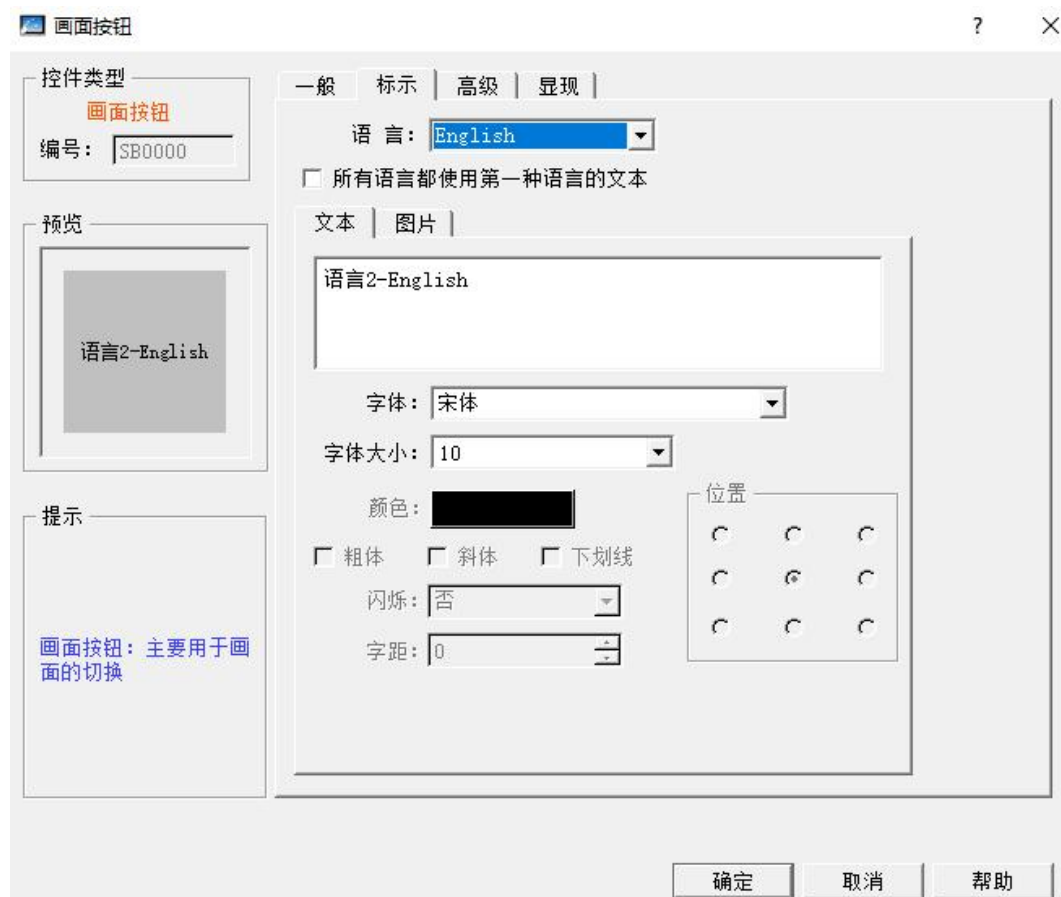 画面按钮
?
控件类型
画面按钮
编号： SB0000
预览
语言2-English
提示
画面按钮：主要用于画
面的切换
一般 标示 高级 显现
语 言： English
所有语言都使用第一种语言的文本
文本 图片
语言2-English
字体： 宋体
字体大小： 10
颜色：
粗体 斜体 下划线
闪烁： 否
字距： 0
位置
确定 取消 帮助